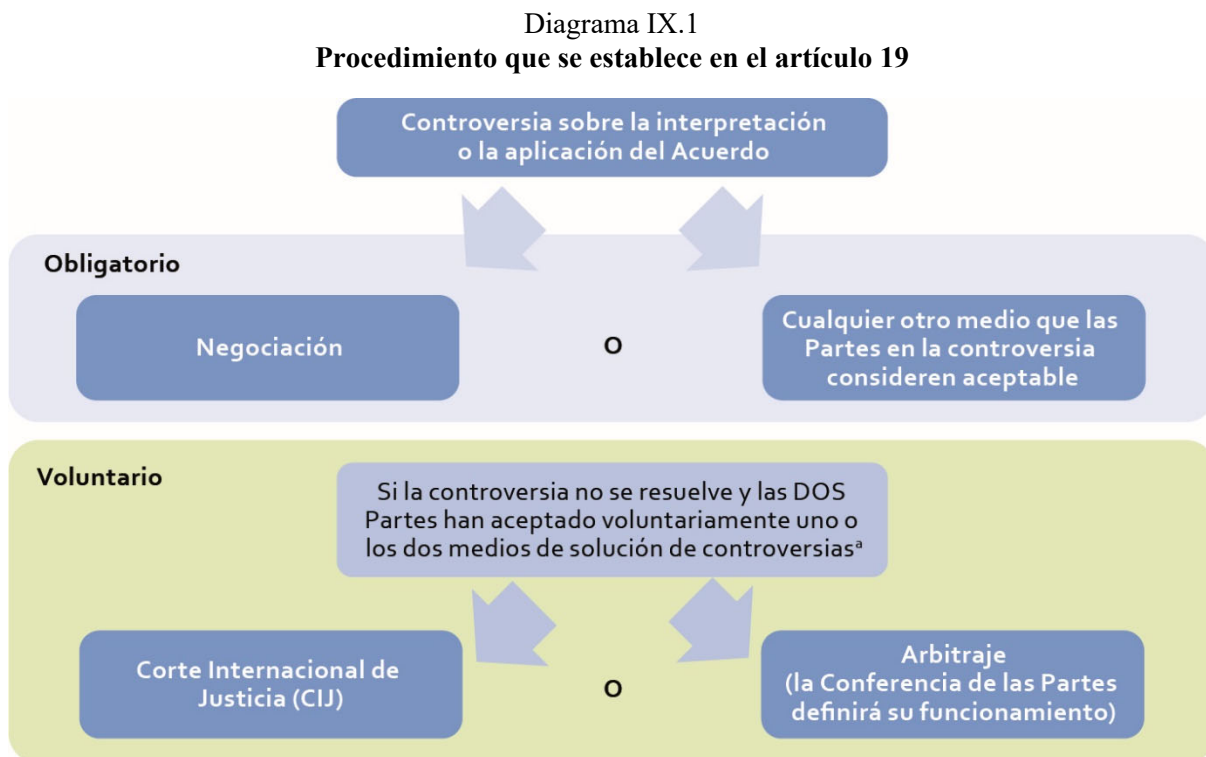 Diagrama IX.1
Procedimiento que se establece en el artículo 19
Controversia sobre la interpretación
o la aplicación del Acuerdo
Obligatorio
Negociación
O
Cualquier otro medio que las
Partes en la controversia
consideren aceptable
Voluntario
Si la controversia no se resuelve y las DOS
Partes han aceptado voluntariamente uno o
los dos medios de solución de controversiasª
Corte Internacional de
Justicia (CIJ)
O
Arbitraje
(la Conferencia de las Partes
definirá su funcionamiento)